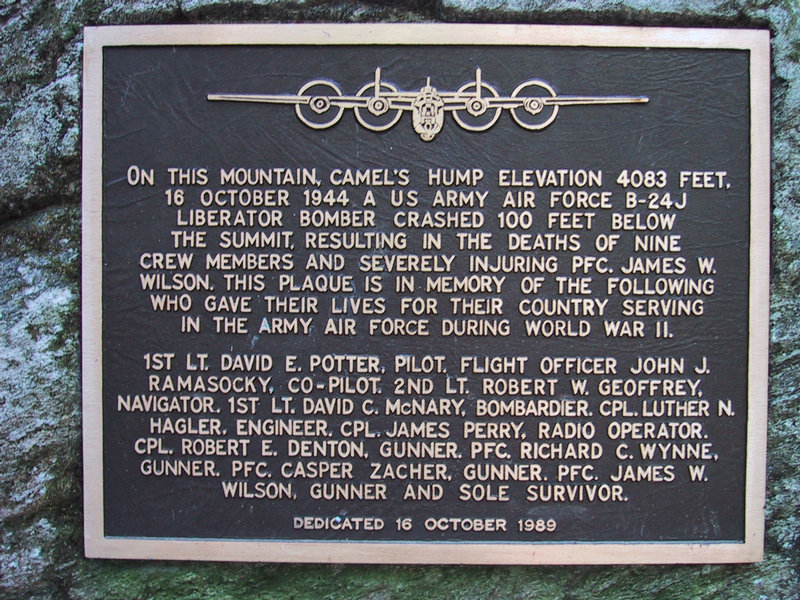 ON THIS MOUNTAIN, CAMEL'S HUMP ELEVATION 4083 FEET,
16 OCTOBER 1944 A US ARMY AIR FORCE B-24J
LIBERATOR BOMBER CRASHED 100 FEET BELOW
THE SUMMIT, RESULTING IN THE DEATHS OF NINE
CREW MEMBERS AND SEVERELY INJURING PFC. JAMES W.
WILSON. THIS PLAQUE IS IN MEMORY OF THE FOLLOWING
WHO GAVE THEIR LIVES FOR THEIR COUNTRY SERVING
IN THE ARMY AIR FORCE DURING WORLD WAR II.
1ST LT. DAVID E. POTTER, PILOT. FLIGHT OFFICER JOHN J.
RAMASOCKY, CO-PILOT. 2ND LT. ROBERT W. GEOFFREY,
NAVIGATOR. 1ST LT. DAVID C. McNARY, BOMBARDIER. CPL. LUTHER N.
HAGLER, ENGINEER. CPL. JAMES PERRY, RADIO OPERATOR.
CPL. ROBERT E. DENTON, GUNNER. PFC. RICHARD C. WYNNE,
GUNNER. PFC. CASPER ZACHER, GUNNER. PFC. JAMES W.
WILSON, GUNNER AND SOLE SURVIVOR.
DEDICATED 16 OCTOBER 1989